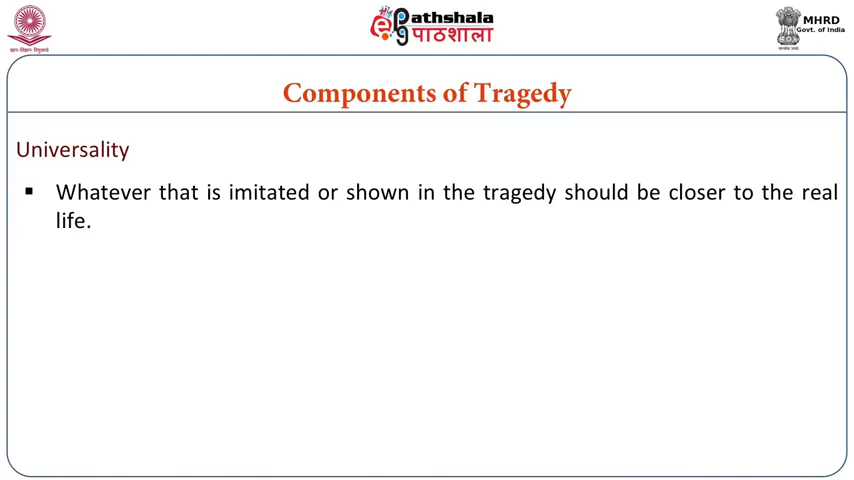 ePathshala
पाठशाला
MHRD
Govt. of India
Components of Tragedy
Universality
▪ Whatever that is imitated or shown in the tragedy should be closer to the real
life.